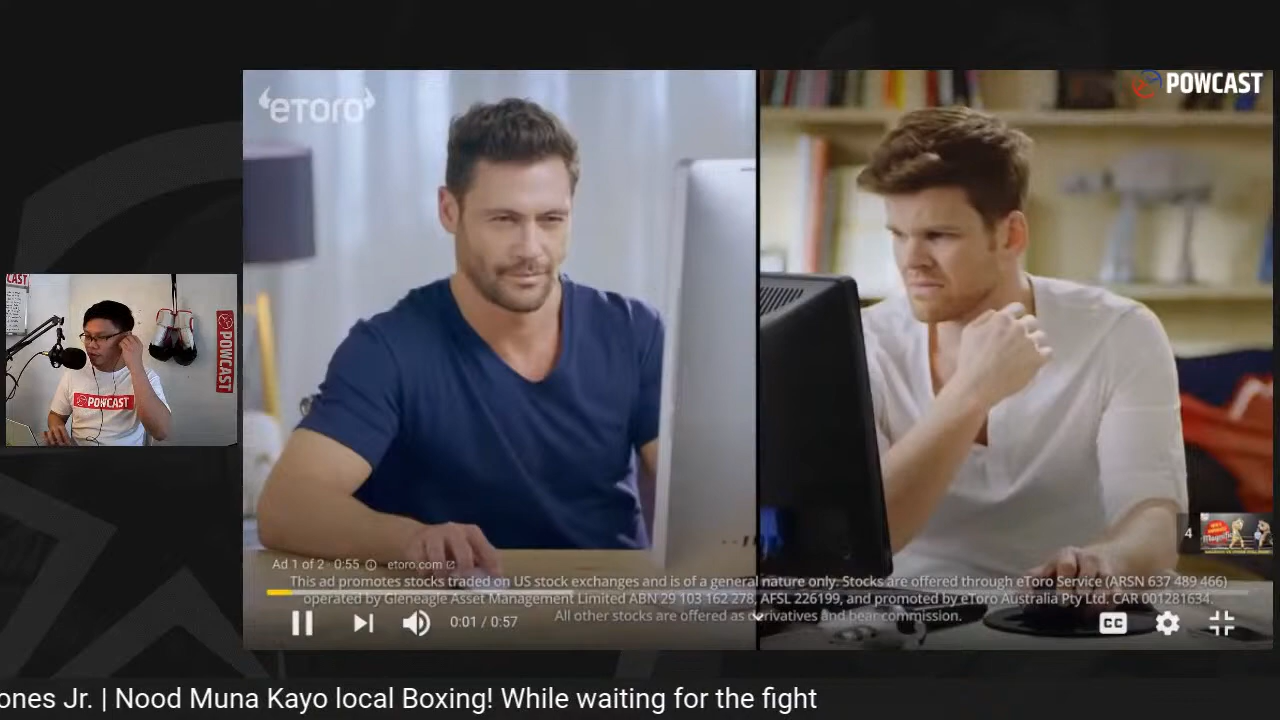 eTORO
POWCAST
CAST
POWCAST
POWCAST
4
Ad 1 of 2 · 0:55 etoro.com
This ad promotes stocks traded on US stock exchanges and is of a general nature only. Stocks are offered through eToro Service (ARSN 637 489 466)
operated by Gleneagle Asset Management Limited ABN 29 103 162 278, AFSL 226199, and promoted by eToro Australia Pty Ltd. CAR 001281634.
All other stocks are offered as derivatives and bear commission.
0:01 / 0:57
CC
ones Jr. | Nood Muna Kayo local Boxing! While waiting for the fight